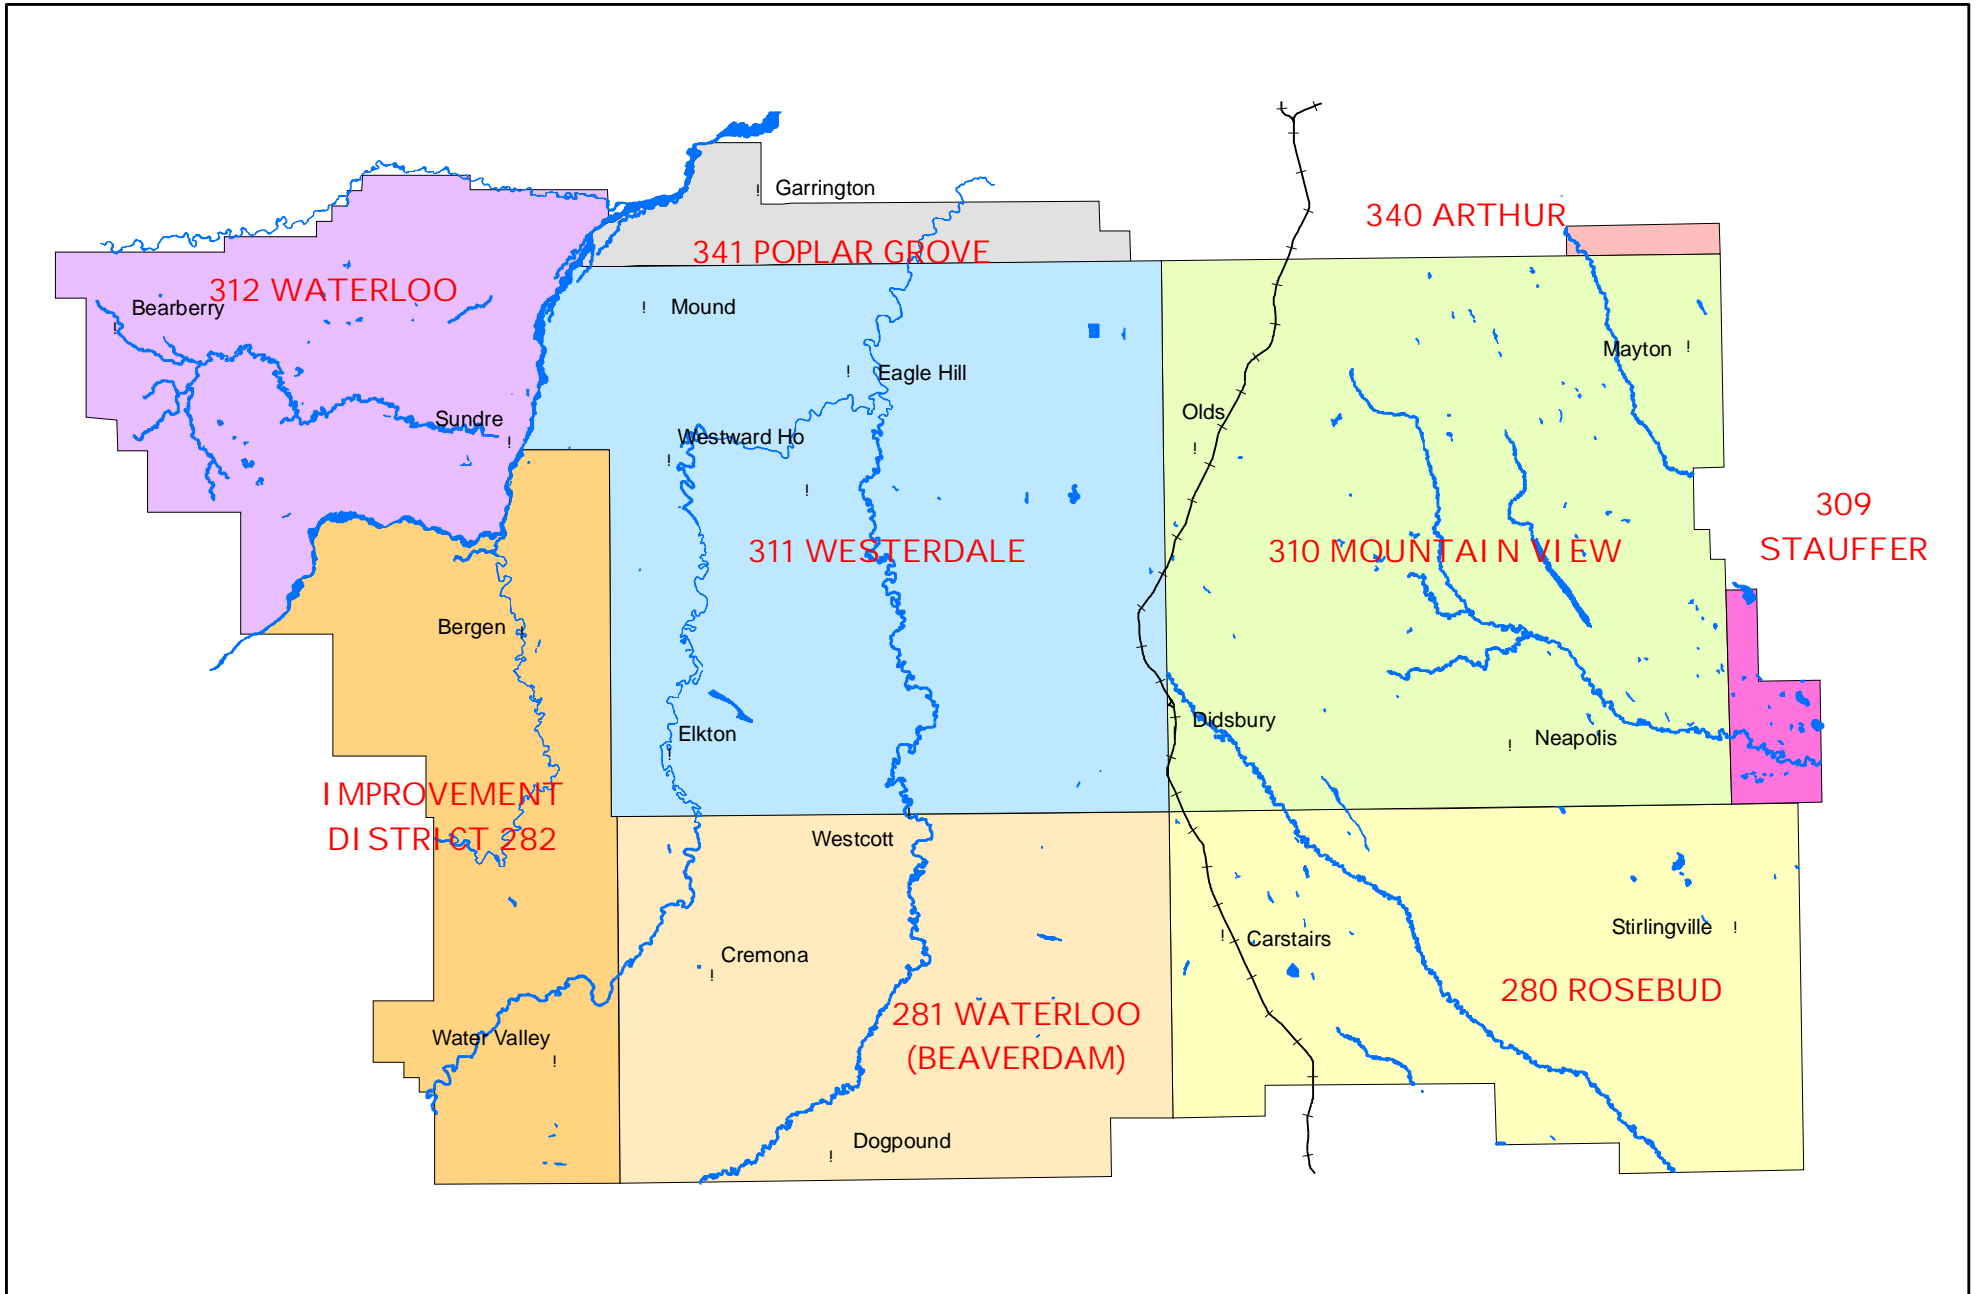 Garrington
340 ARTHUR
341 POPLAR GROVE
312 WATERLOO
Bearberry
Mound
Mayton
Eagle Hill
Olds
Sundre
Westward Ho
309
STAUFFER
311 WESTERDALE
310 MOUNTAIN VIEW
Bergen
Didsbury
Elkton
Neapolis
IMPROVEMENT
DISTRICT 282
Westcott
Stirlingville
Carstairs
Cremona
280 ROSEBUD
281 WATERLOO
(BEAVERDAM)
Water Valley
Dogpound